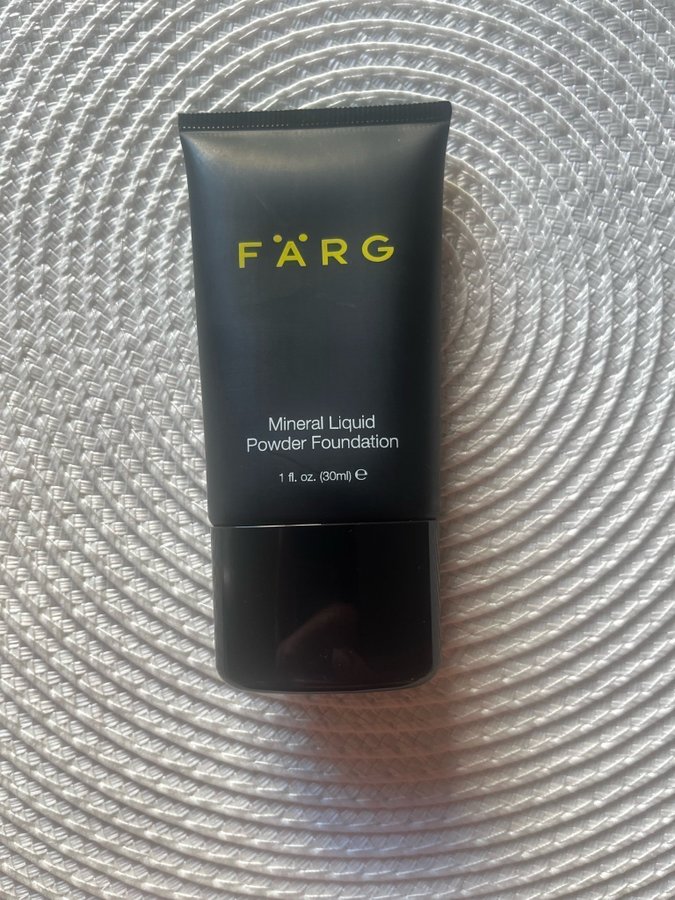 FÄRG
Mineral Liquid
Powder Foundation
1 fl. oz. (30ml) ℮